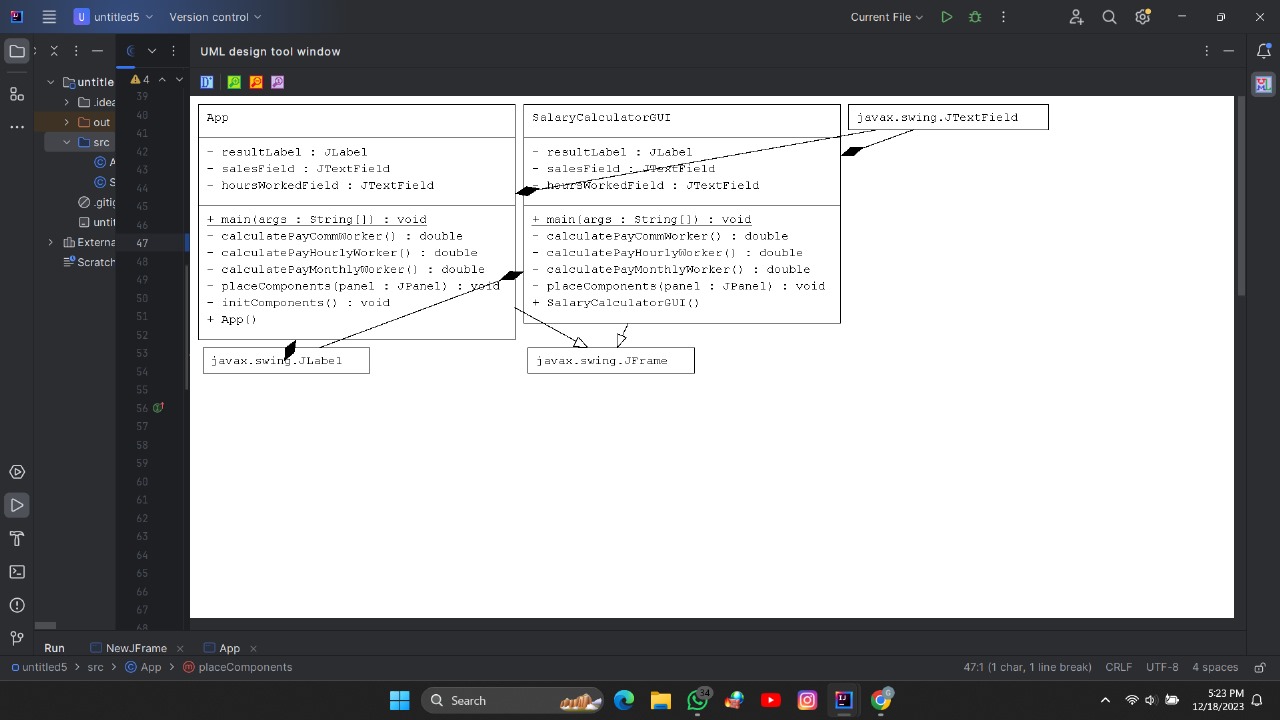 U untitled5 Version control Current File
UML design tool window
untitle
4
.idea
out
src
A
S
.gitig
untit
Externa
Scratch
39
40
41
42
43
44
45
46
47
48
49
50
51
52
53
54
55
56
57
58
59
60
61
62
63
64
65
66
67
68
App
- resultLabel : JLabel
- salesField : JTextField
- hoursWorkedField : JTextField
+ main(args : String[]) : void
- calculatePayCommWorker() : double
- calculatePayHourlyWorker() : double
- calculatePayMonthlyWorker() : double
- placeComponents(panel : JPanel) : void
- initComponents() : void
+ App()
SalaryCalculatorGUI
- resultLabel : JLabel
- salesField : JTextField
- hoursWorkedField : JTextField
+ main(args : String[]) : void
- calculatePayCommWorker() : double
- calculatePayHourlyWorker() : double
- calculatePayMonthlyWorker() : double
- placeComponents(panel : JPanel) : void
+ SalaryCalculatorGUI()
javax.swing.JTextField
javax.swing.JLabel
javax.swing.JFrame
Run NewJFrame App
untitled5 > src > App > placeComponents 47:1 (1 char, 1 line break) CRLF UTF-8 4 spaces
Search
34
G
5:23 PM
12/18/2023